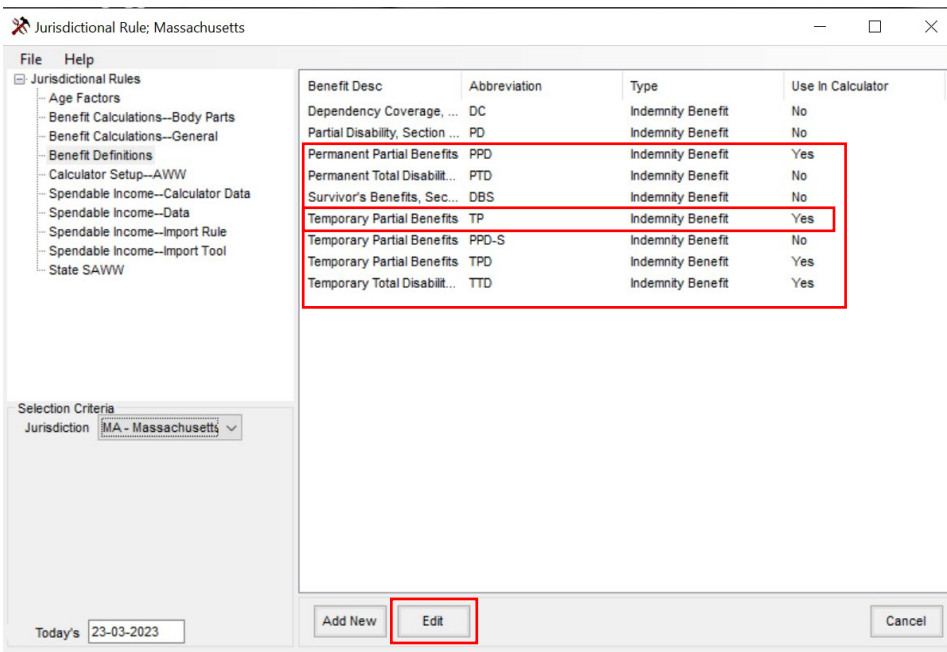 Jurisdictional Rule; Massachusetts
File Help
Jurisdictional Rules
Age Factors
Benefit Calculations--Body Parts
Benefit Calculations--General
Benefit Definitions
Calculator Setup--AWW
Spendable Income--Calculator Data
Spendable Income--Data
Spendable Income--Import Rule
Spendable Income--Import Tool
State SAWW
Selection Criteria
Jurisdiction MA - Massachusetts
Today's 23-03-2023
Benefit Desc Abbreviation Type Use In Calculator
Dependency Coverage, ... DC Indemnity Benefit No
Partial Disability, Section ... PD Indemnity Benefit No
Permanent Partial Benefits PPD Indemnity Benefit Yes
Permanent Total Disabilit... PTD Indemnity Benefit No
Survivor's Benefits, Sec... DBS Indemnity Benefit No
Temporary Partial Benefits TP Indemnity Benefit Yes
Temporary Partial Benefits PPD-S Indemnity Benefit No
Temporary Partial Benefits TPD Indemnity Benefit Yes
Temporary Total Disabilit... TTD Indemnity Benefit Yes
Add New Edit Cancel